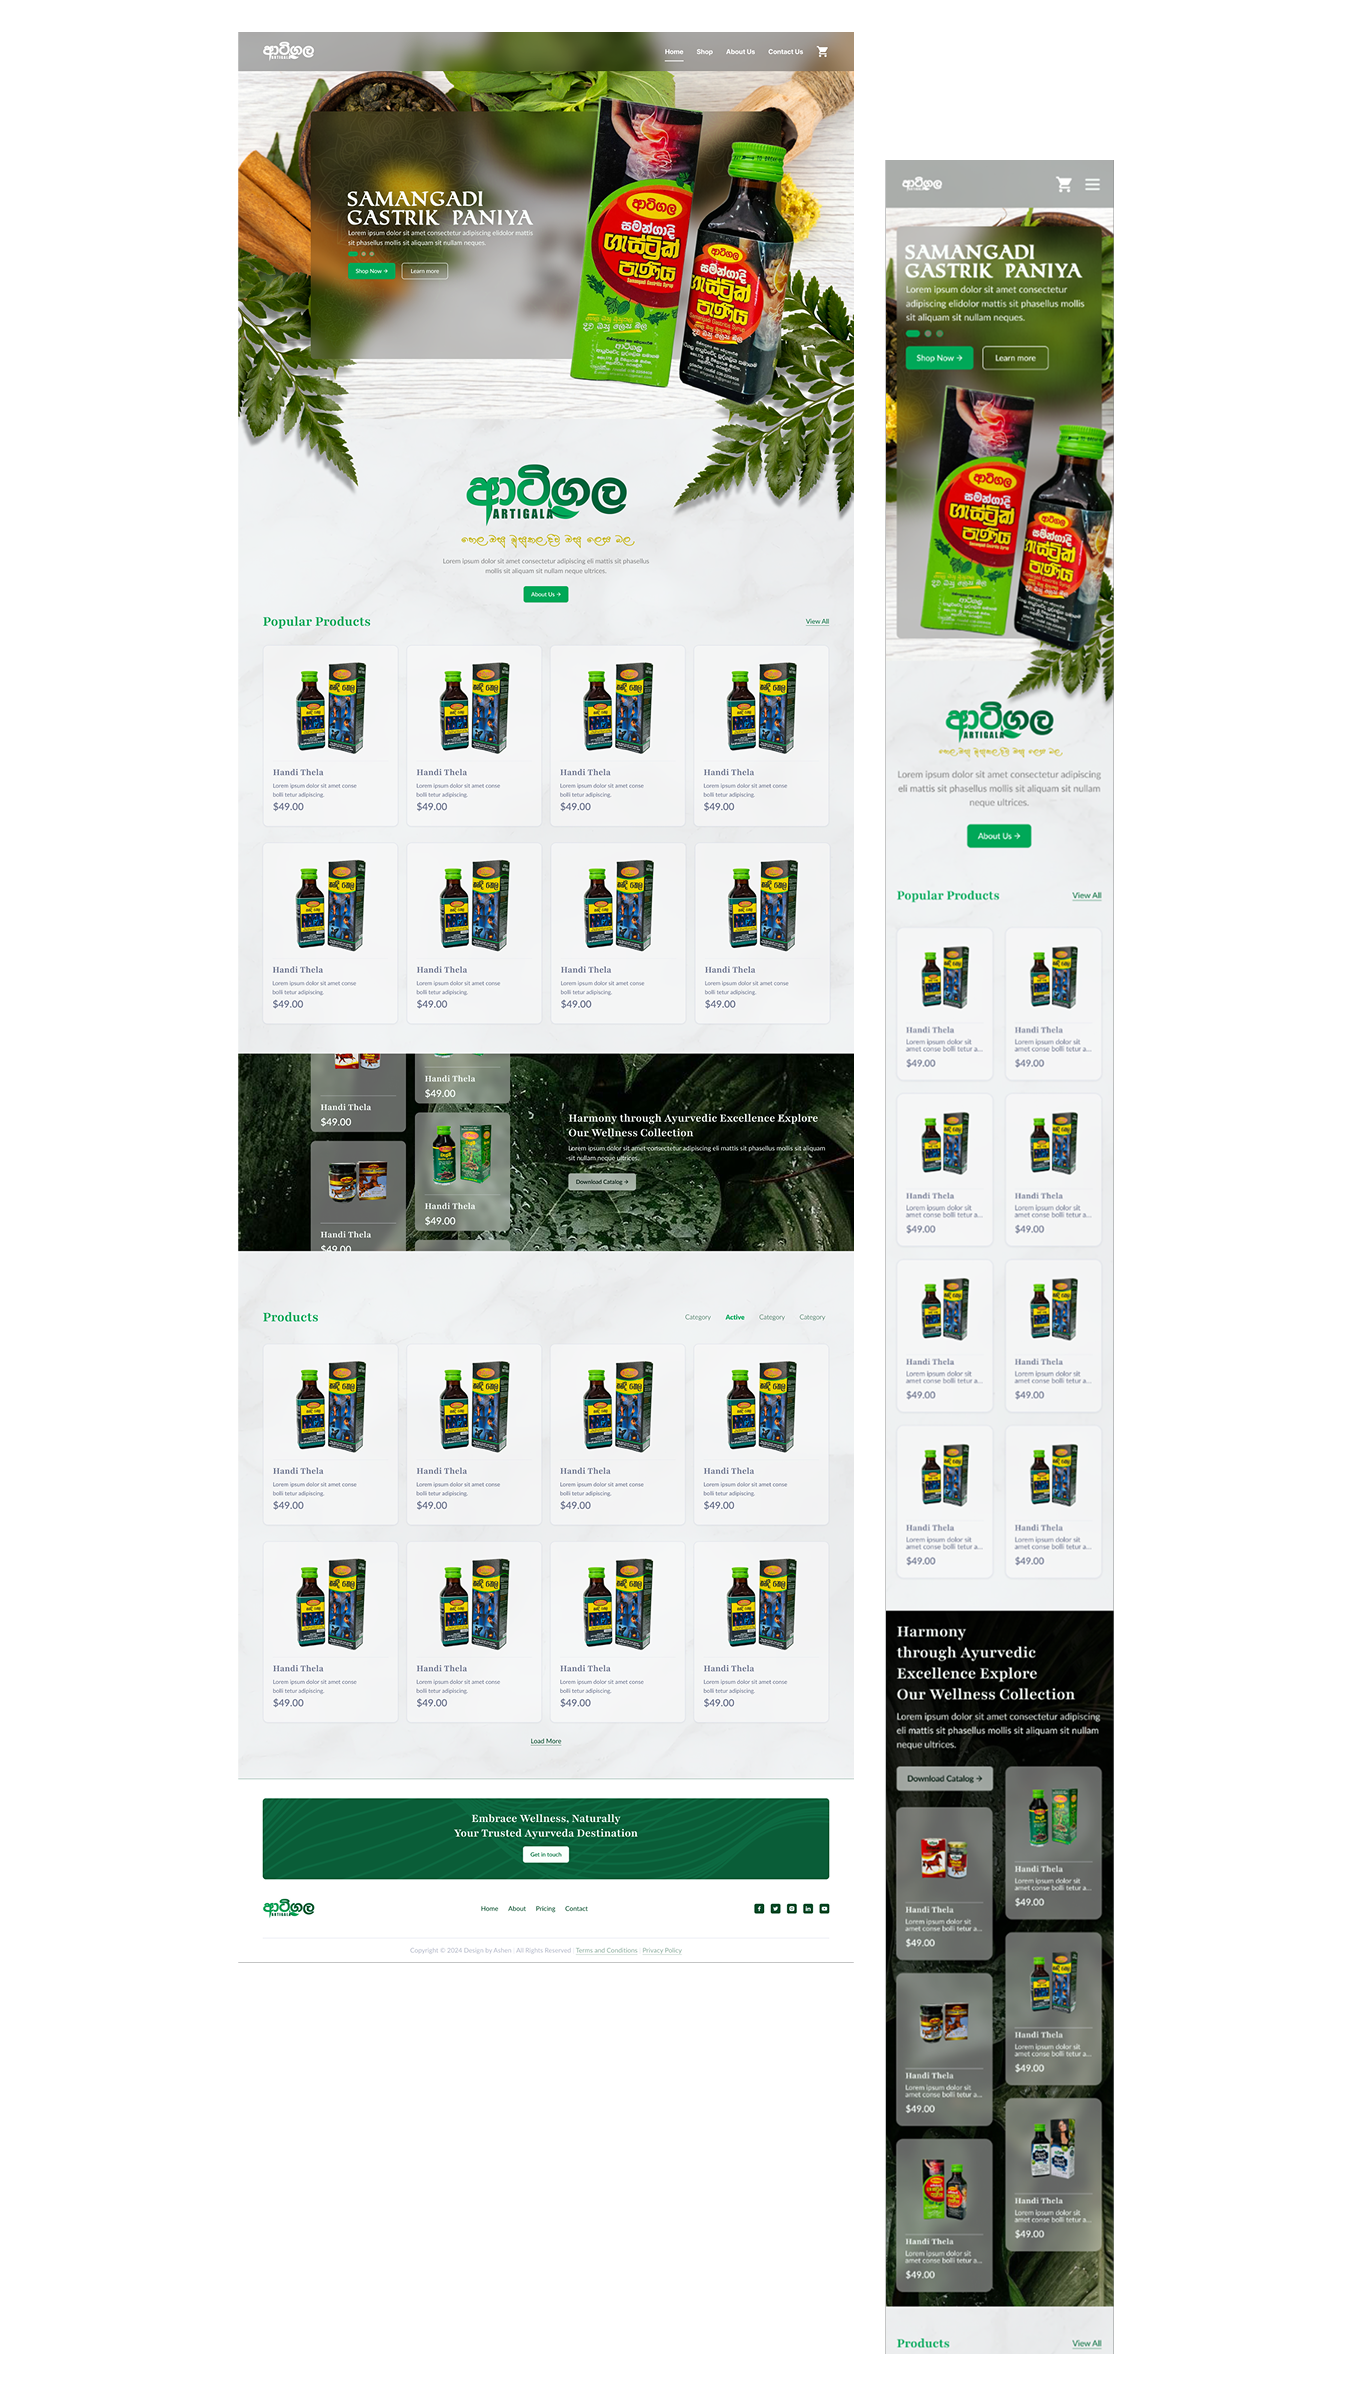 ආටිගල
ARTIGALA
Home
Shop
About Us
Contact Us
SAMANGADI
GASTRIK PANIYA
Lorem ipsum dolor sit amet consectetur adipiscing elidolor mattis
sit phasellus mollis sit aliquam sit nullam neques.
Shop Now →
Learn more
ආටිගල
සමන්ගාදි
ගැස්ට්‍රික්
පැණිය
Samangadi Gastritis Syrup
ආටිගල
සමන්ගාදි
ගැස්ට්‍රික්
පැණිය
Samangadi Gastritis Syrup
ආටිගල
ARTIGALA
Lorem ipsum dolor sit amet consectetur adipiscing eli mattis sit phasellus
mollis sit aliquam sit nullam neque ultrices.
About Us →
Popular Products
View All
Handi Thela
Lorem ipsum dolor sit amet conse
bolli tetur adipiscing.
$49.00
Handi Thela
Lorem ipsum dolor sit amet conse
bolli tetur adipiscing.
$49.00
Handi Thela
Lorem ipsum dolor sit amet conse
bolli tetur adipiscing.
$49.00
Handi Thela
Lorem ipsum dolor sit amet conse
bolli tetur adipiscing.
$49.00
Handi Thela
Lorem ipsum dolor sit amet conse
bolli tetur adipiscing.
$49.00
Handi Thela
Lorem ipsum dolor sit amet conse
bolli tetur adipiscing.
$49.00
Handi Thela
Lorem ipsum dolor sit amet conse
bolli tetur adipiscing.
$49.00
Handi Thela
Lorem ipsum dolor sit amet conse
bolli tetur adipiscing.
$49.00
Handi Thela
$49.00
Handi Thela
$49.00
Handi Thela
$49.00
Handi Thela
$49.00
Harmony through Ayurvedic Excellence Explore
Our Wellness Collection
Lorem ipsum dolor sit amet consectetur adipiscing eli mattis sit phasellus mollis sit aliquam
sit nullam neque ultrices.
Download Catalog →
Products
Category
Active
Category
Category
Handi Thela
Lorem ipsum dolor sit amet conse
bolli tetur adipiscing.
$49.00
Handi Thela
Lorem ipsum dolor sit amet conse
bolli tetur adipiscing.
$49.00
Handi Thela
Lorem ipsum dolor sit amet conse
bolli tetur adipiscing.
$49.00
Handi Thela
Lorem ipsum dolor sit amet conse
bolli tetur adipiscing.
$49.00
Handi Thela
Lorem ipsum dolor sit amet conse
bolli tetur adipiscing.
$49.00
Handi Thela
Lorem ipsum dolor sit amet conse
bolli tetur adipiscing.
$49.00
Handi Thela
Lorem ipsum dolor sit amet conse
bolli tetur adipiscing.
$49.00
Handi Thela
Lorem ipsum dolor sit amet conse
bolli tetur adipiscing.
$49.00
Load More
Embrace Wellness, Naturally
Your Trusted Ayurveda Destination
Get in touch
ආටිගල
ARTIGALA
Home
About
Pricing
Contact
Copyright © 2024 Design by Ashen | All Rights Reserved | Terms and Conditions | Privacy Policy
ආටිගල
ARTIGALA
SAMANGADI
GASTRIK PANIYA
Lorem ipsum dolor sit amet consectetur
adipiscing elidolor mattis sit phasellus mollis
sit aliquam sit nullam neques.
Shop Now →
Learn more
ආටිගල
සමන්ගාදි
ගැස්ට්‍රික්
පැණිය
Samangadi Gastritis Syrup
ආටිගල
සමන්ගාදි
ගැස්ට්‍රික්
පැණිය
ආටිගල
ARTIGALA
Lorem ipsum dolor sit amet consectetur adipiscing
eli mattis sit phasellus mollis sit aliquam sit nullam
neque ultrices.
About Us →
Popular Products
View All
Handi Thela
Lorem ipsum dolor sit
amet conse bolli tetur a...
$49.00
Handi Thela
Lorem ipsum dolor sit
amet conse bolli tetur a...
$49.00
Handi Thela
Lorem ipsum dolor sit
amet conse bolli tetur a...
$49.00
Handi Thela
Lorem ipsum dolor sit
amet conse bolli tetur a...
$49.00
Handi Thela
Lorem ipsum dolor sit
amet conse bolli tetur a...
$49.00
Handi Thela
Lorem ipsum dolor sit
amet conse bolli tetur a...
$49.00
Handi Thela
Lorem ipsum dolor sit
amet conse bolli tetur a...
$49.00
Handi Thela
Lorem ipsum dolor sit
amet conse bolli tetur a...
$49.00
Harmony
through Ayurvedic
Excellence Explore
Our Wellness Collection
Lorem ipsum dolor sit amet consectetur adipiscing
eli mattis sit phasellus mollis sit aliquam sit nullam
neque ultrices.
Download Catalog →
Handi Thela
Lorem ipsum dolor sit
amet conse bolli tetur a...
$49.00
Handi Thela
Lorem ipsum dolor sit
amet conse bolli tetur a...
$49.00
Handi Thela
Lorem ipsum dolor sit
amet conse bolli tetur a...
$49.00
Handi Thela
Lorem ipsum dolor sit
amet conse bolli tetur a...
$49.00
Handi Thela
Lorem ipsum dolor sit
amet conse bolli tetur a...
$49.00
Handi Thela
Lorem ipsum dolor sit
amet conse bolli tetur a...
$49.00
Products
View All